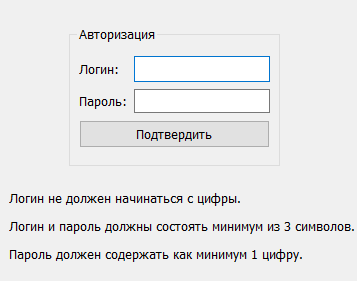 Авторизация
Логин:
Пароль:
Подтвердить
Логин не должен начинаться с цифры.
Логин и пароль должны состоять минимум из 3 символов.
Пароль должен содержать как минимум 1 цифру.